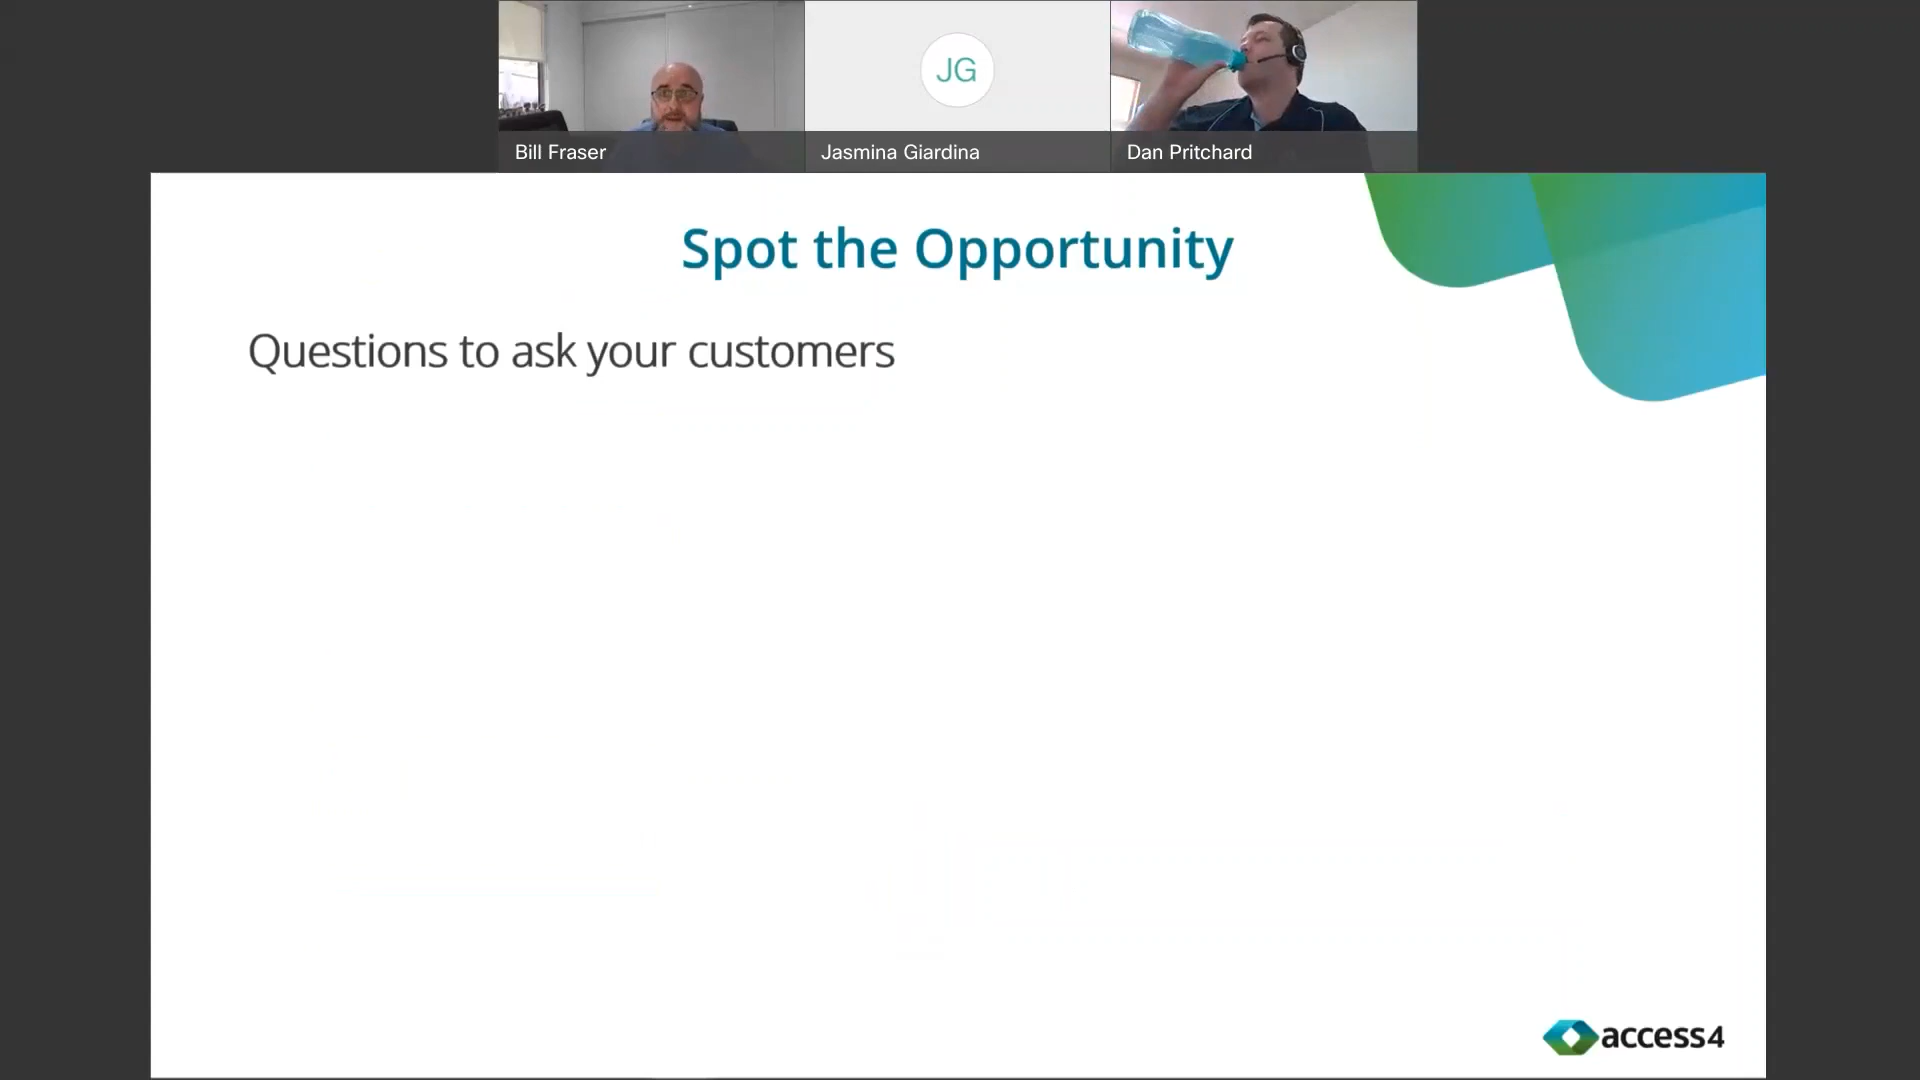 JG
Bill Fraser
Jasmina Giardina
Dan Pritchard
Spot the Opportunity
Questions to ask your customers
access4